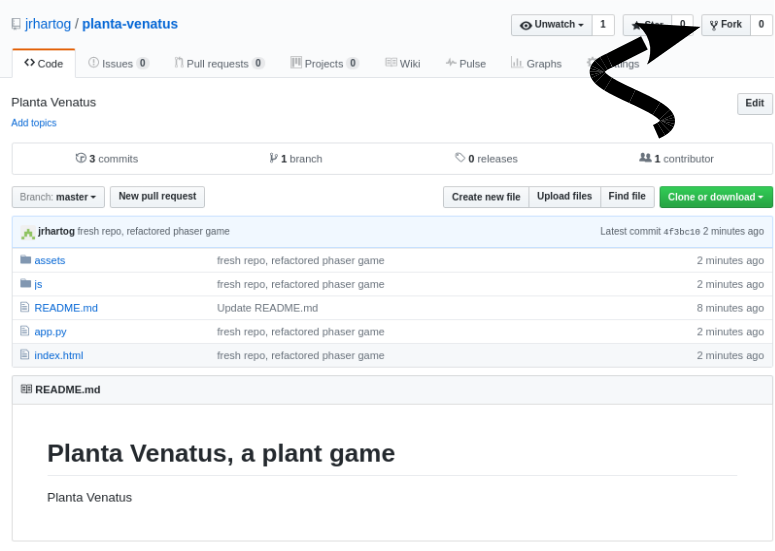 jrhartog / planta-venatus Unwatch 1 0 Fork 0
Code Issues 0 Pull requests 0 Projects 0 Wiki Pulse Graphs
Planta Venatus Edit
Add topics
3 commits 1 branch 0 releases 1 contributor
Branch: master New pull request Create new file Upload files Find file Clone or download
jrhartog fresh repo, refactored phaser game Latest commit 4f3bc10 2 minutes ago
assets fresh repo, refactored phaser game 2 minutes ago
js fresh repo, refactored phaser game 2 minutes ago
README.md Update README.md 8 minutes ago
app.py fresh repo, refactored phaser game 2 minutes ago
index.html fresh repo, refactored phaser game 2 minutes ago
README.md
Planta Venatus, a plant game
Planta Venatus